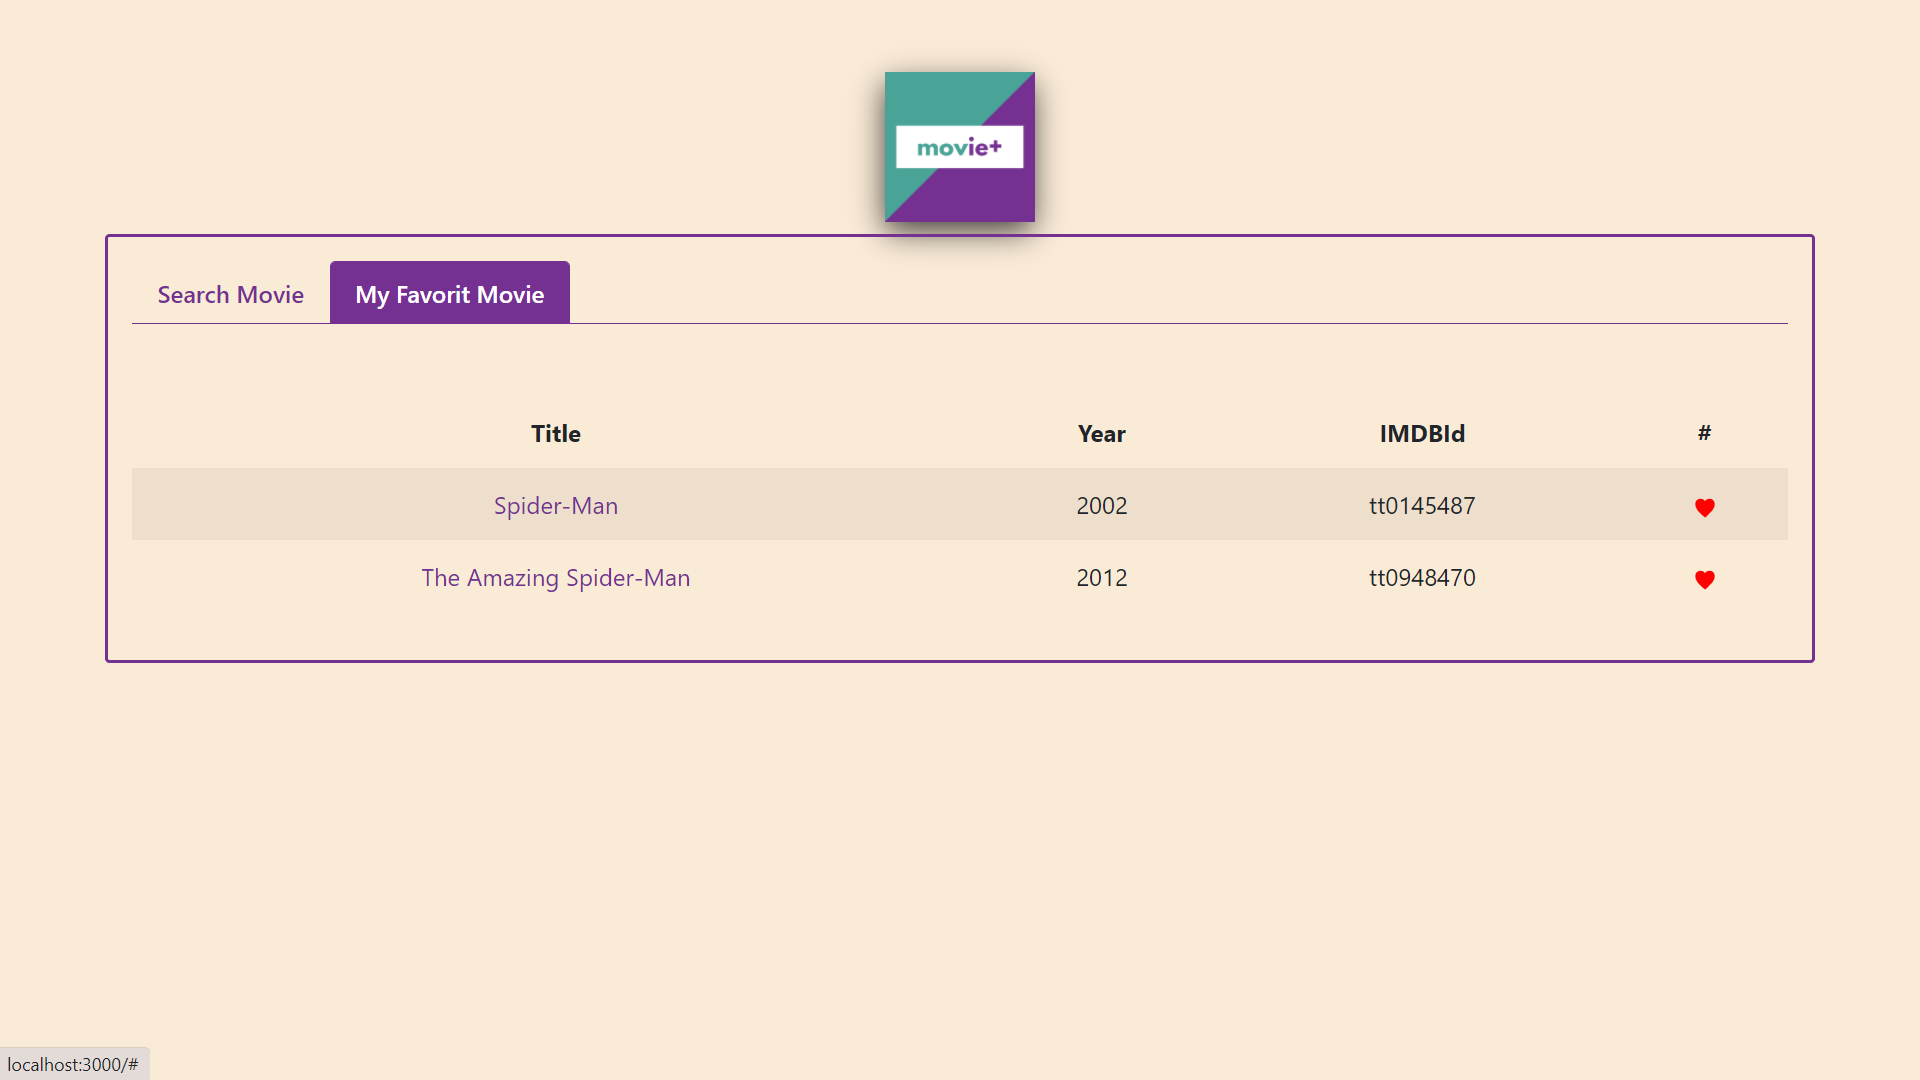 movie+
Search Movie My Favorit Movie
Title Year IMDBId #
Spider-Man 2002 tt0145487
The Amazing Spider-Man 2012 tt0948470
localhost:3000/#